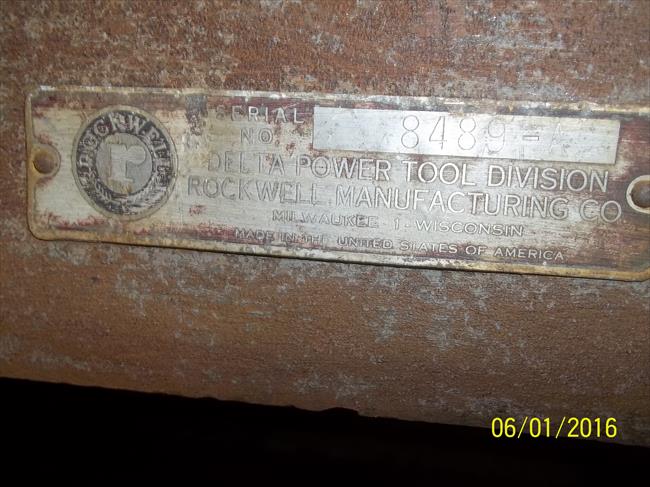 ROCKWELL
r
SERIAL NO. 8489-A
DELTA POWER TOOL DIVISION
ROCKWELL MANUFACTURING CO
MILWAUKEE 1-WISCONSIN
MADE IN THE UNITED STATES OF AMERICA
06/01/2016